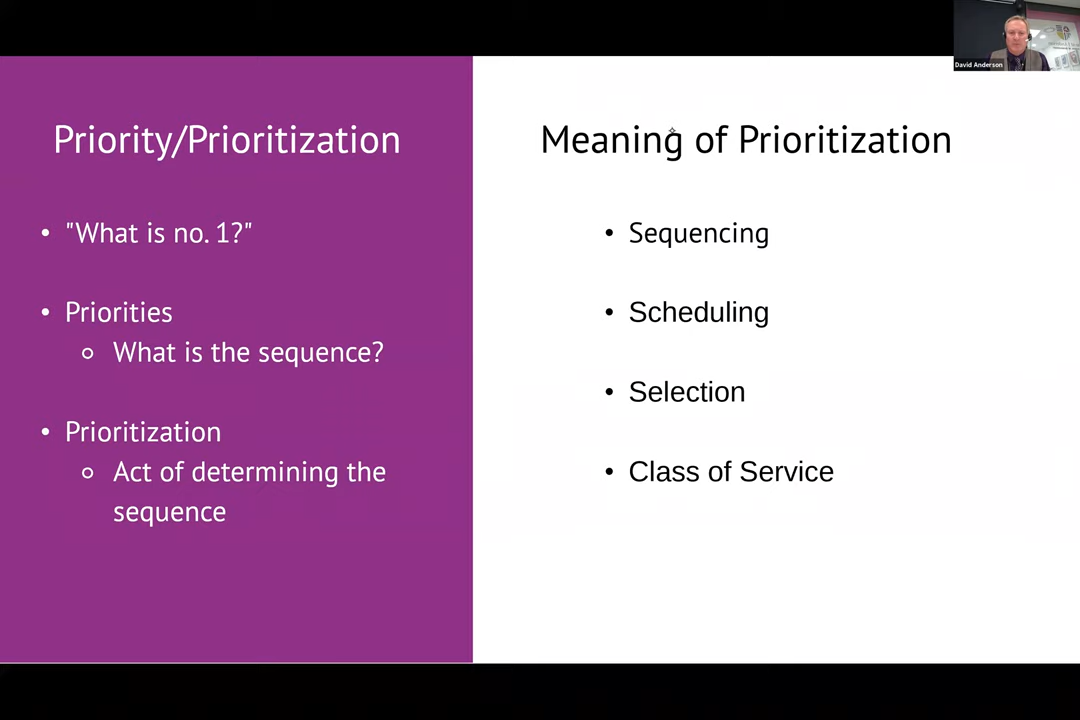 David Anderson
Priority/Prioritization
• "What is no. 1?"
• Priorities
○ What is the sequence?
• Prioritization
○ Act of determining the
sequence
Meaning of Prioritization
• Sequencing
• Scheduling
• Selection
• Class of Service